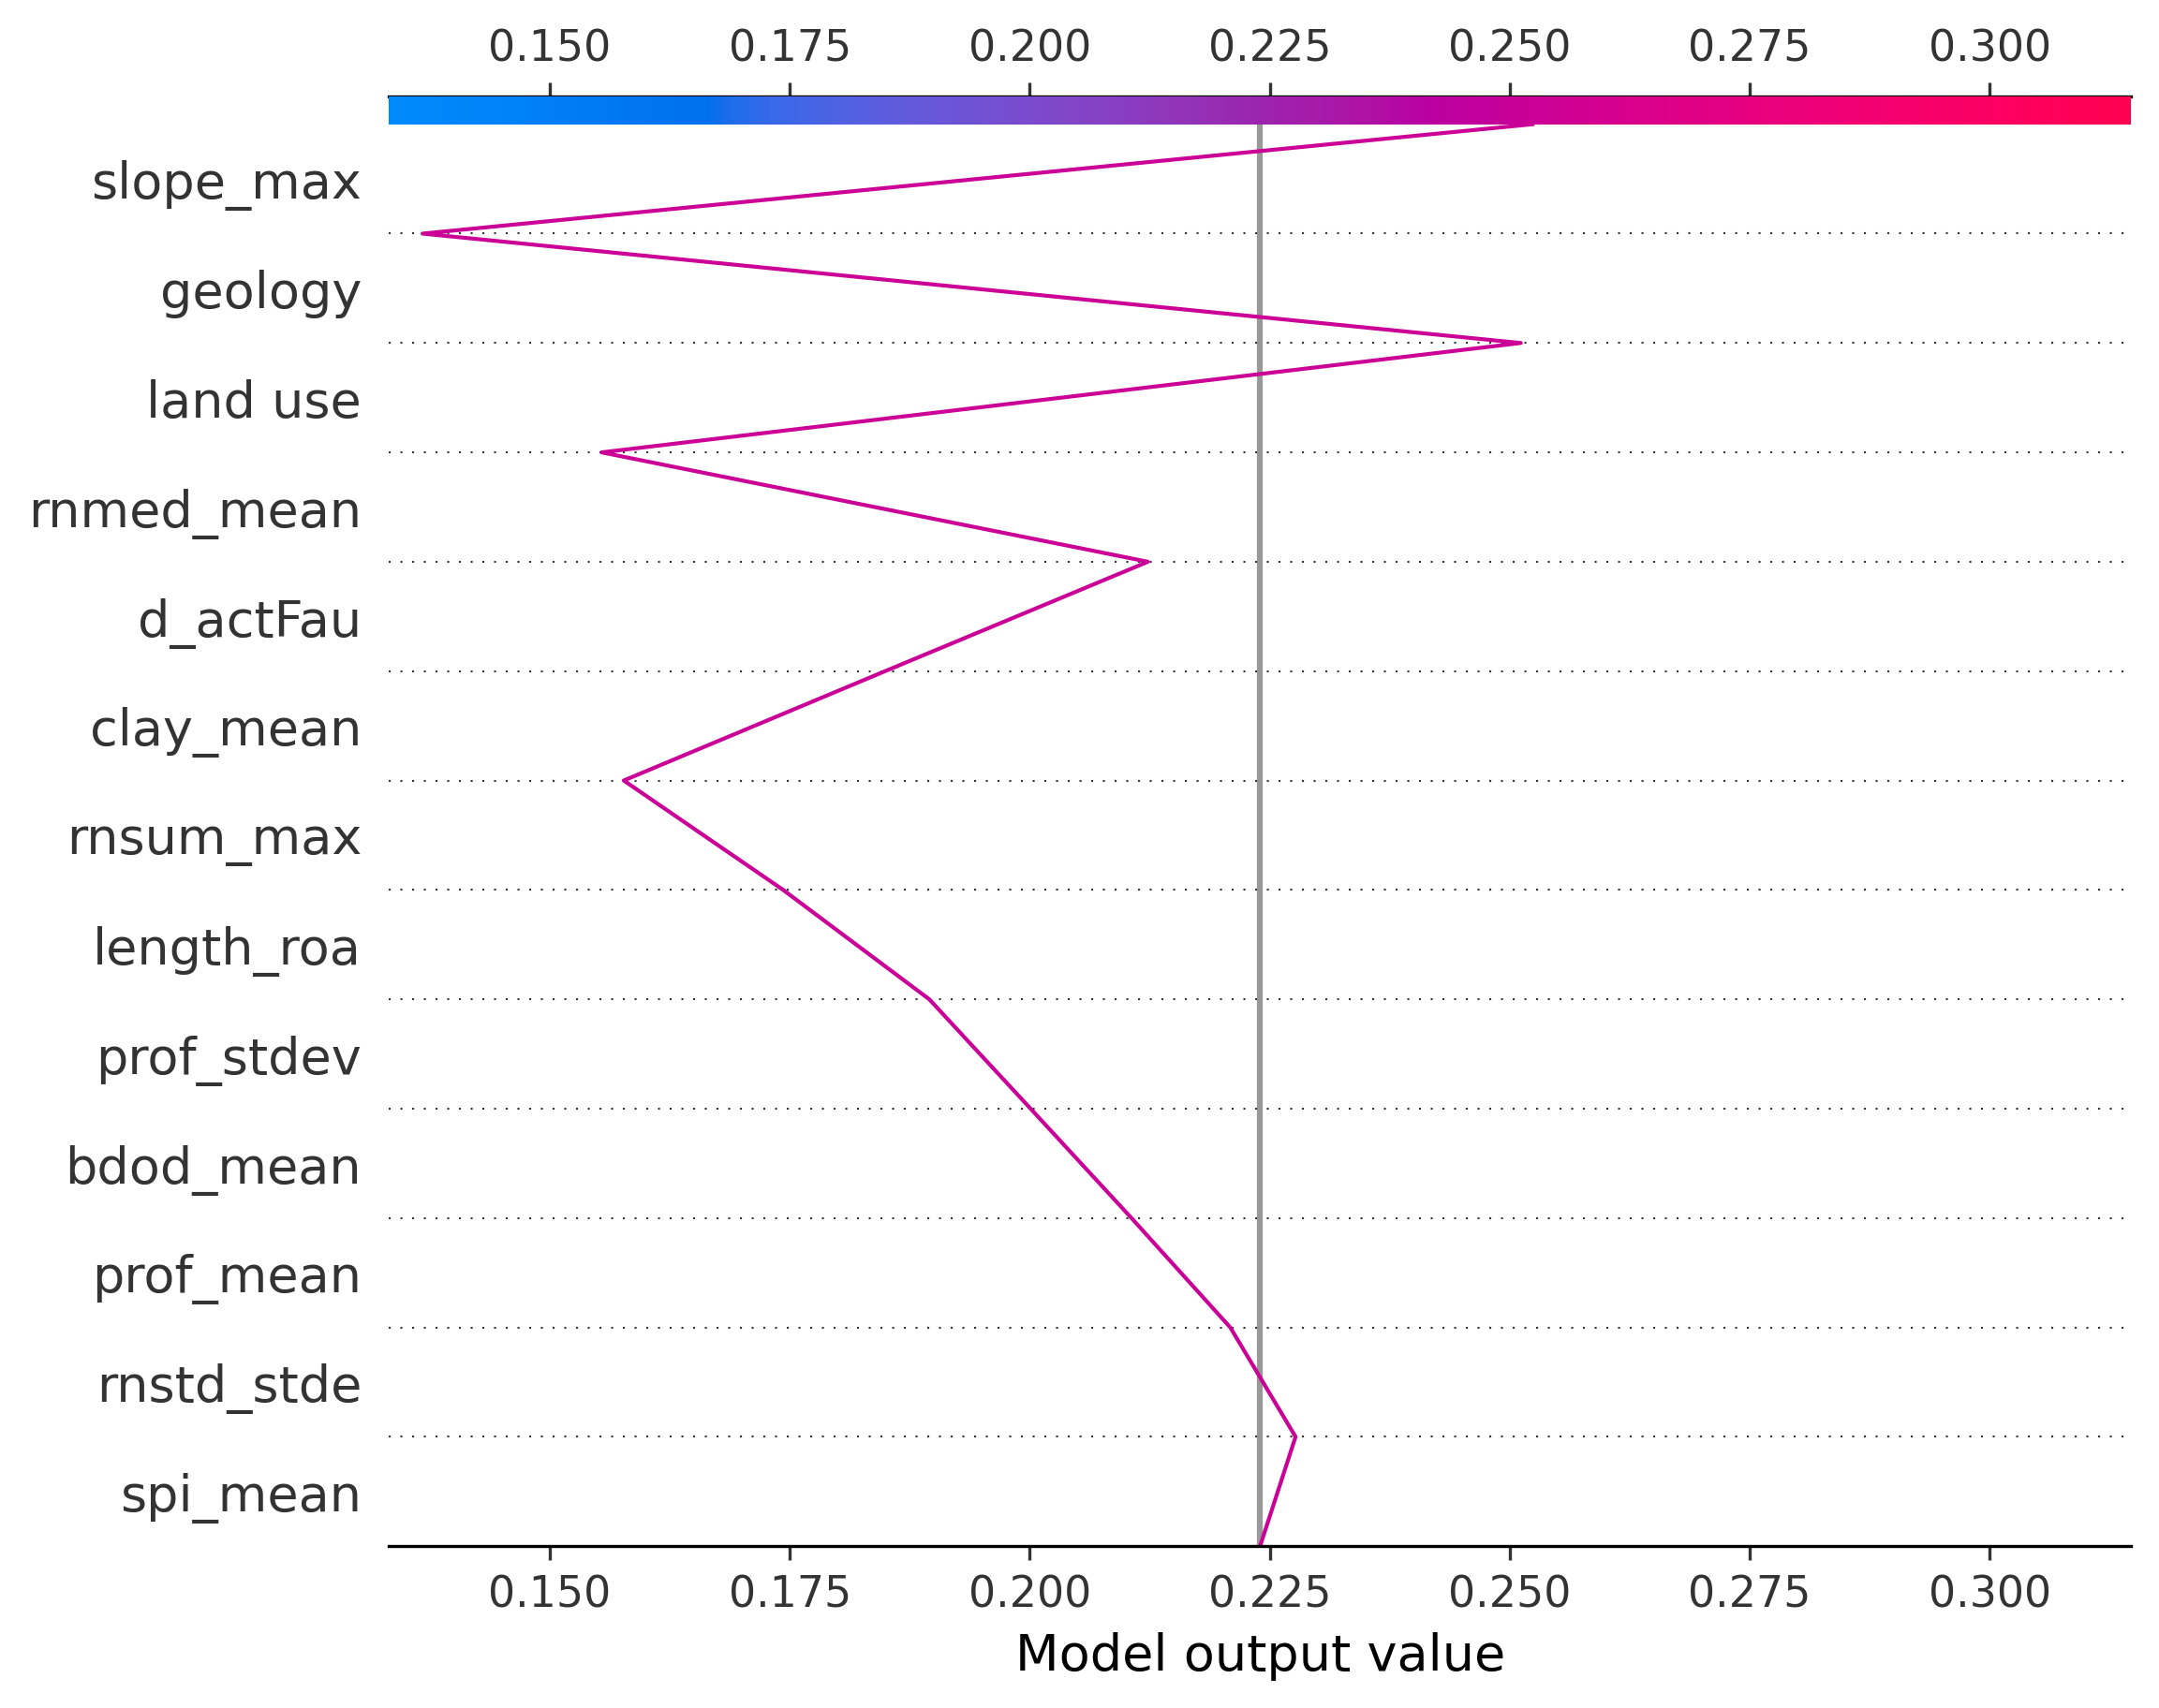 0.150 0.175 0.200 0.225 0.250 0.275 0.300
slope_max
geology
land use
rnmed_mean
d_actFau
clay_mean
rnsum_max
length_roa
prof_stdev
bdod_mean
prof_mean
rnstd_stde
spi_mean
0.150 0.175 0.200 0.225 0.250 0.275 0.300
Model output value